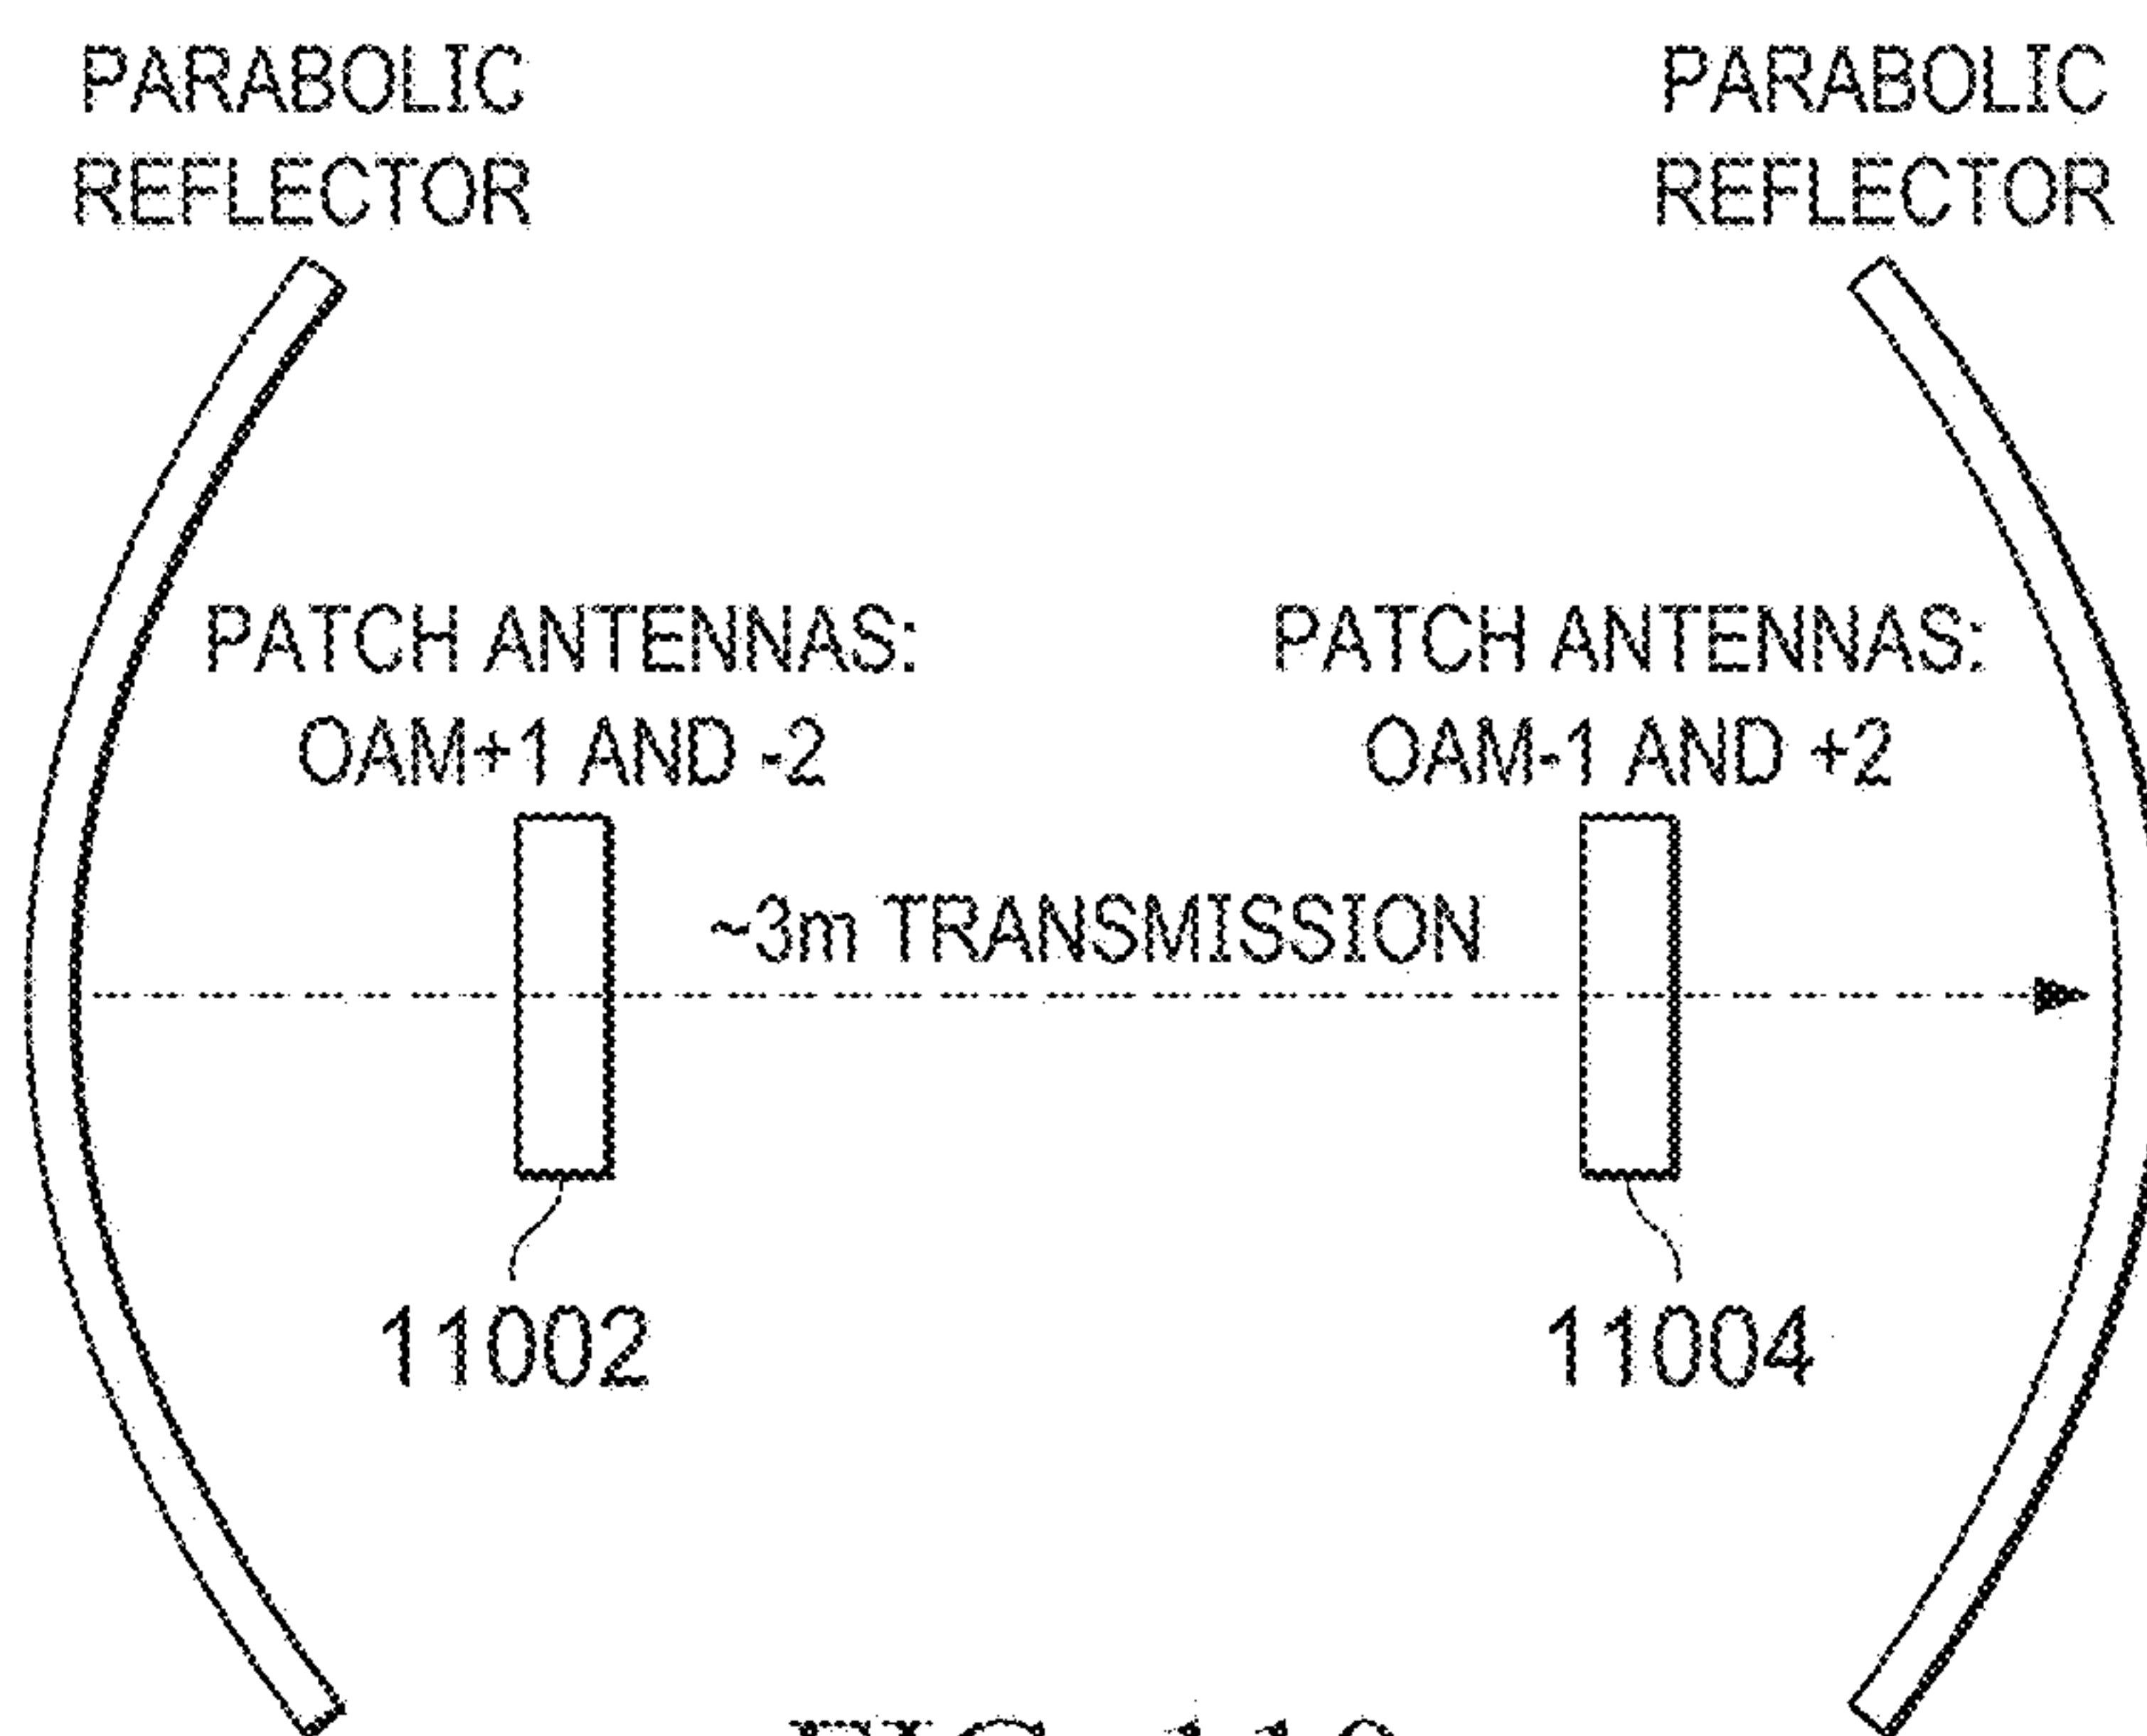 PARABOLIC
REFLECTOR
PARABOLIC
REFLECTOR
PATCH ANTENNAS:
OAM+1 AND -2
PATCH ANTENNAS:
OAM-1 AND +2
~3m TRANSMISSION
11002
11004